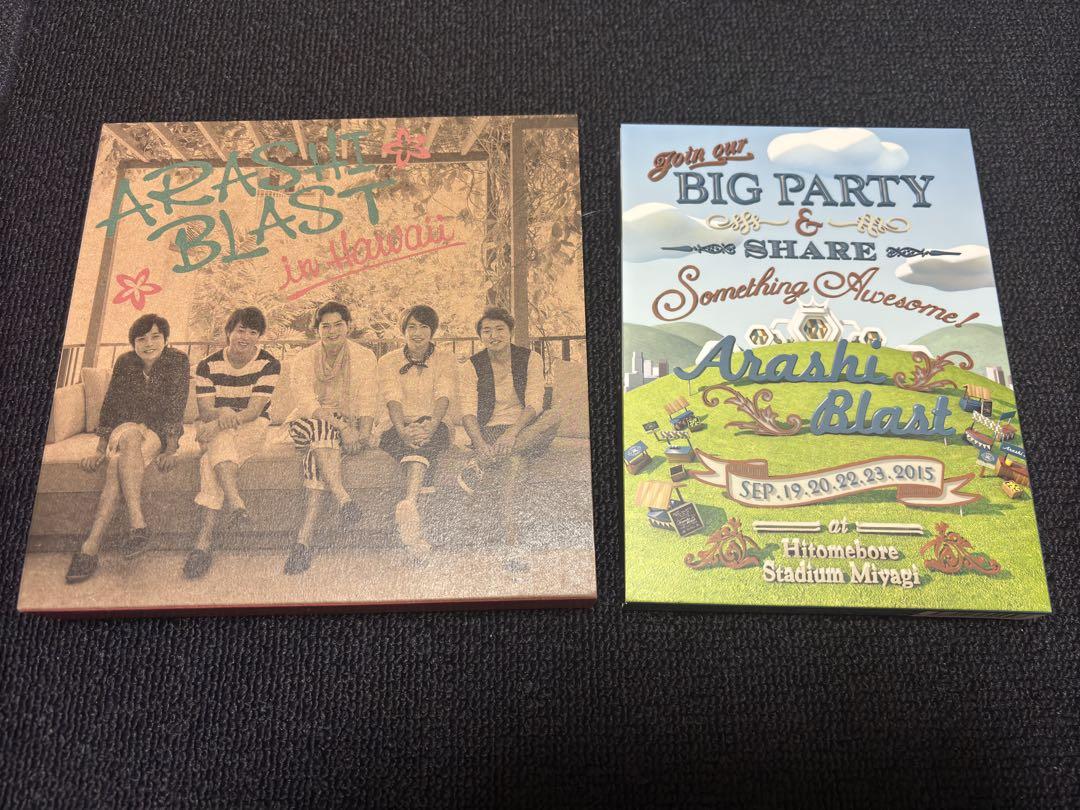 ARASHI
BLAST
in Hawaii
Join our
BIG PARTY
&
SHARE
Something Awesome!
Arashi
Blast
SEP.19.20.22.23.2015
at
Hitomebore
Stadium Miyagi